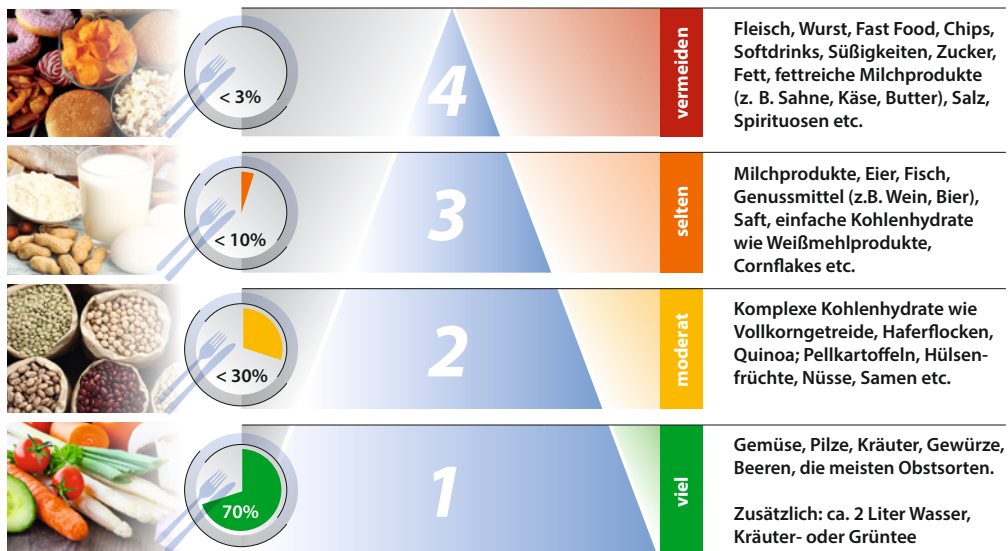 < 3%
4
vermeiden
Fleisch, Wurst, Fast Food, Chips,
Softdrinks, Süßigkeiten, Zucker,
Fett, fettreiche Milchprodukte
(z. B. Sahne, Käse, Butter), Salz,
Spirituosen etc.
< 10%
3
selten
Milchprodukte, Eier, Fisch,
Genussmittel (z.B. Wein, Bier),
Saft, einfache Kohlenhydrate
wie Weißmehlprodukte,
Cornflakes etc.
< 30%
2
moderat
Komplexe Kohlenhydrate wie
Vollkorngetreide, Haferflocken,
Quinoa; Pellkartoffeln, Hülsen-
früchte, Nüsse, Samen etc.
70%
1
viel
Gemüse, Pilze, Kräuter, Gewürze,
Beeren, die meisten Obstsorten.
Zusätzlich: ca. 2 Liter Wasser,
Kräuter- oder Grüntee